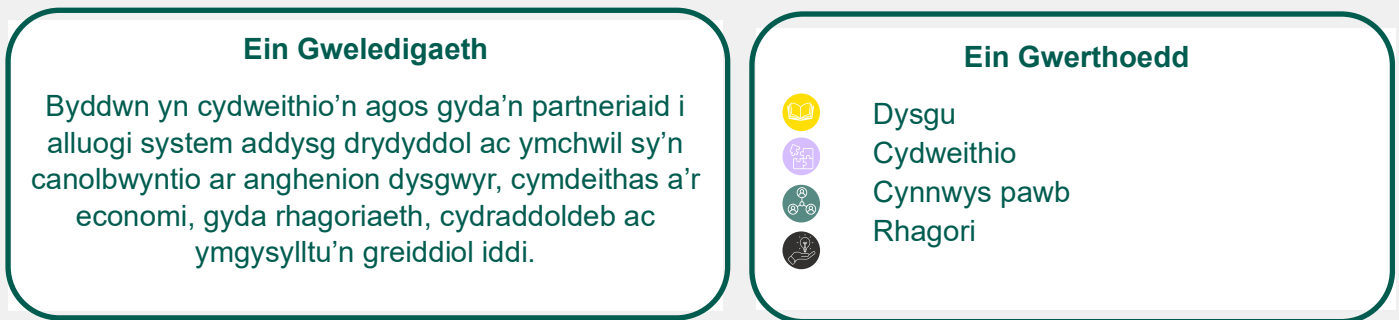 Ein Gweledigaeth
Byddwn yn cydweithio'n agos gyda'n partneriaid i
alluogi system addysg drydyddol ac ymchwil sy'n
canolbwyntio ar anghenion dysgwyr, cymdeithas a'r
economi, gyda rhagoriaeth, cydraddoldeb ac
ymgysylltu'n greiddiol iddi.
Ein Gwerthoedd
Dysgu
Cydweithio
Cynnwys pawb
Rhagori